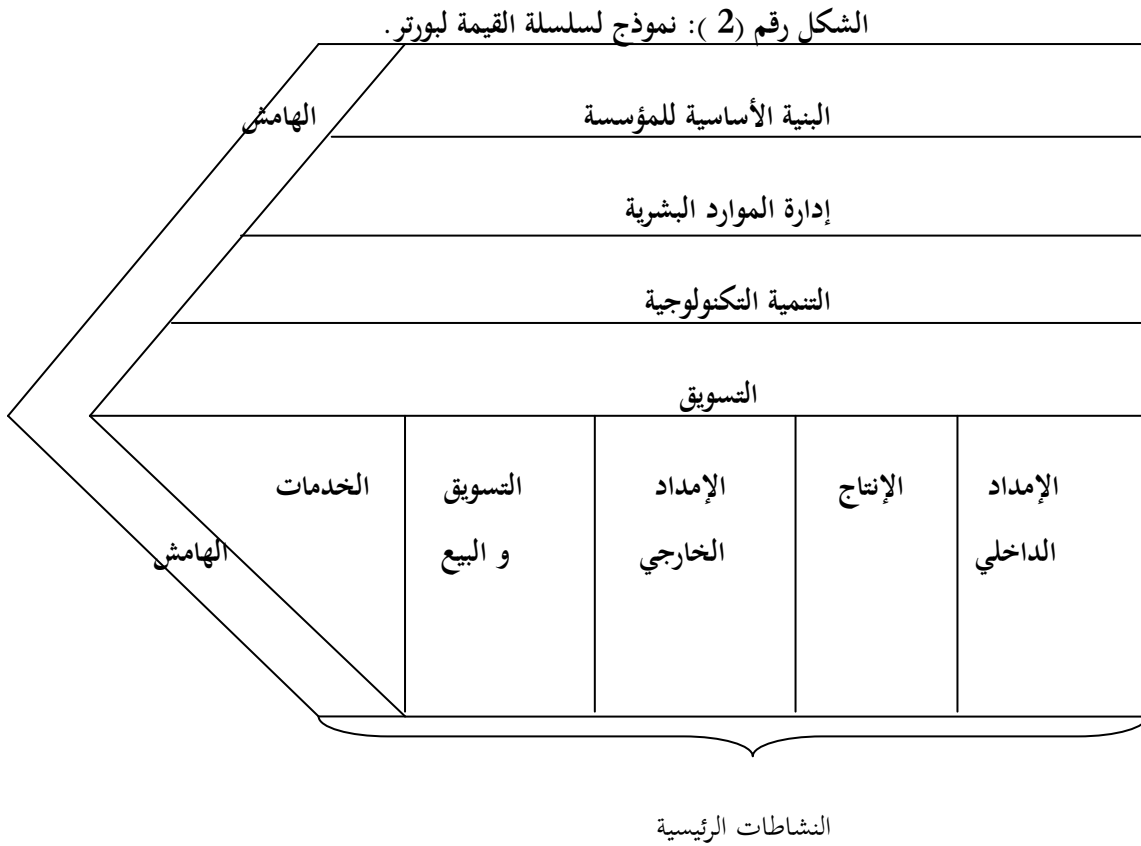 الشكل رقم (2 ): نموذج لسلسلة القيمة لبورتر.
البنية الأساسية للمؤسسة
الهامش
إدارة الموارد البشرية
التنمية التكنولوجية
التسويق
الإمداد
الداخلي
الإنتاج
الإمداد
الخارجي
التسويق
و البيع
الخدمات
الهامش
النشاطات الرئيسية